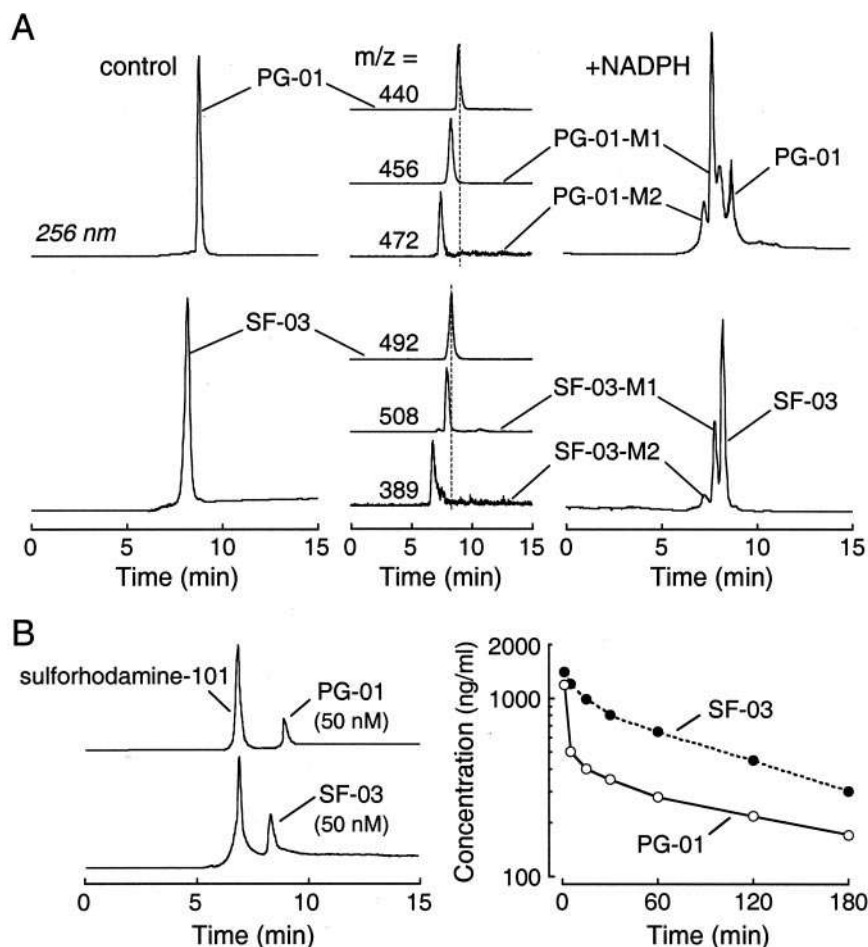 A
control
PG-01
256 nm
m/z =
440
456
472
+NADPH
PG-01-M1
PG-01-M2
PG-01
SF-03
492
508
389
SF-03-M1
SF-03-M2
SF-03
0 5 10 15
Time (min)
0 5 10 15
Time (min)
0 5 10 15
Time (min)
B
sulforhodamine-101
PG-01
(50 nM)
SF-03
(50 nM)
0 5 10 15
Time (min)
Concentration (ng/ml)
2000
1000
100
SF-03
PG-01
0 60 120 180
Time (min)